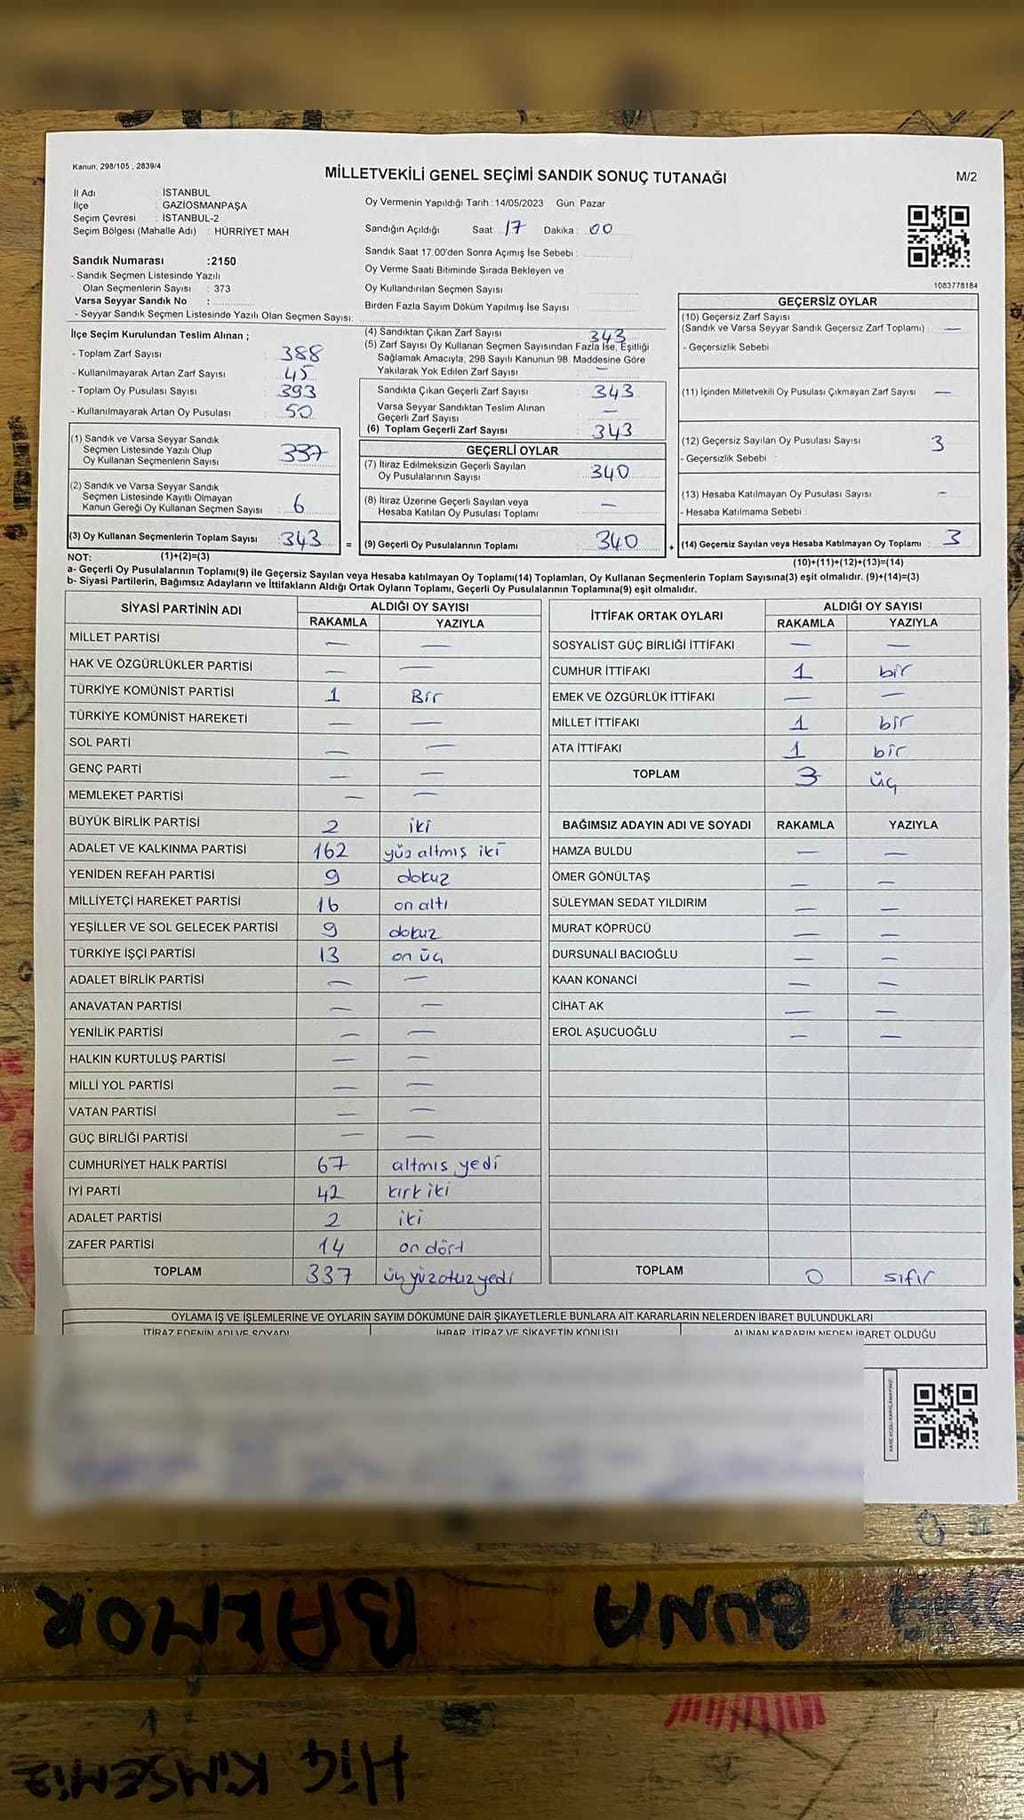 Kanun: 298/105 , 2839/4
MİLLETVEKİLİ GENEL SEÇİMİ SANDIK SONUÇ TUTANAĞI
M/2
İl Adı : İSTANBUL
İlçe : GAZİOSMANPAŞA
Seçim Çevresi : İSTANBUL-2
Seçim Bölgesi (Mahalle Adı) : HÜRRİYET MAH
Oy Vermenin Yapıldığı Tarih : 14/05/2023 Gün: Pazar
Sandığın Açıldığı Saat 17 Dakika : 00
Sandık Saat 17.00'den Sonra Açımış İse Sebebi :
Oy Verme Saati Bitiminde Sırada Bekleyen ve
Oy Kullandırılan Seçmen Sayısı :
Birden Fazla Sayım Döküm Yapılmış İse Sayısı :
1083778184
Sandık Numarası :2150
- Sandık Seçmen Listesinde Yazılı
Olan Seçmenlerin Sayısı : 373
Varsa Seyyar Sandık No :
- Seyyar Sandık Seçmen Listesinde Yazılı Olan Seçmen Sayısı:
İlçe Seçim Kurulundan Teslim Alınan ;
- Toplam Zarf Sayısı 388
- Kullanılmayarak Artan Zarf Sayısı : 45
- Toplam Oy Pusulası Sayısı : 393
- Kullanılmayarak Artan Oy Pusulası : 50
(1) Sandık ve Varsa Seyyar Sandık
Seçmen Listesinde Yazılı Olup
Oy Kullanan Seçmenlerin Sayısı : 337
(2) Sandık ve Varsa Seyyar Sandık
Seçmen Listesinde Kayıtlı Olmayan
Kanun Gereği Oy Kullanan Seçmen Sayısı : 6
(3) Oy Kullanan Seçmenlerin Toplam Sayısı : 343 =
(4) Sandıktan Çıkan Zarf Sayısı 343
(5) Zarf Sayısı Oy Kullanan Seçmen Sayısından Fazla İse, Eşitliği
Sağlamak Amacıyla, 298 Sayılı Kanunun 98. Maddesine Göre
Yakılarak Yok Edilen Zarf Sayısı : —
Sandıkta Çıkan Geçerli Zarf Sayısı : 343
Varsa Seyyar Sandıktan Teslim Alınan
Geçerli Zarf Sayısı —
(6) Toplam Geçerli Zarf Sayısı : 343
GEÇERLİ OYLAR
(7) İtiraz Edilmeksizin Geçerli Sayılan
Oy Pusulalarının Sayısı : 340
(8) İtiraz Üzerine Geçerli Sayılan veya
Hesaba Katılan Oy Pusulası Toplamı : —
(9) Geçerli Oy Pusulalarının Toplamı : 340 +
GEÇERSİZ OYLAR
(10) Geçersiz Zarf Sayısı
(Sandık ve Varsa Seyyar Sandık Geçersiz Zarf Toplamı) : —
- Geçersizlik Sebebi :
(11) İçinden Milletvekili Oy Pusulası Çıkmayan Zarf Sayısı : —
(12) Geçersiz Sayılan Oy Pusulası Sayısı : 3
- Geçersizlik Sebebi :
(13) Hesaba Katılmayan Oy Pusulası Sayısı : —
- Hesaba Katılmama Sebebi :
(14) Geçersiz Sayılan veya Hesaba Katılmayan Oy Toplamı : 3
NOT: (1)+(2)=(3)
(10)+(11)+(12)+(13)=(14)
a- Geçerli Oy Pusulalarının Toplamı(9) ile Geçersiz Sayılan veya Hesaba katılmayan Oy Toplamı(14) Toplamları, Oy Kullanan Seçmenlerin Toplam Sayısına(3) eşit olmalıdır. (9)+(14)=(3)
b- Siyasi Partilerin, Bağımsız Adayların ve İttifakların Aldığı Ortak Oyların Toplamı, Geçerli Oy Pusulalarının Toplamına(9) eşit olmalıdır.
SİYASİ PARTİNİN ADI ALDIĞI OY SAYISI
RAKAMLA YAZIYLA
MİLLET PARTİSİ — —
HAK VE ÖZGÜRLÜKLER PARTİSİ — —
TÜRKİYE KOMÜNİST PARTİSİ 1 Bir
TÜRKİYE KOMÜNİST HAREKETİ — —
SOL PARTİ — —
GENÇ PARTİ — —
MEMLEKET PARTİSİ — —
BÜYÜK BİRLİK PARTİSİ 2 iki
ADALET VE KALKINMA PARTİSİ 162 yüz altmış iki
YENİDEN REFAH PARTİSİ 9 dokuz
MİLLİYETÇİ HAREKET PARTİSİ 16 on altı
YEŞİLLER VE SOL GELECEK PARTİSİ 9 dokuz
TÜRKİYE İŞÇİ PARTİSİ 13 on üç
ADALET BİRLİK PARTİSİ — —
ANAVATAN PARTİSİ — —
YENİLİK PARTİSİ — —
HALKIN KURTULUŞ PARTİSİ — —
MİLLİ YOL PARTİSİ — —
VATAN PARTİSİ — —
GÜÇ BİRLİĞİ PARTİSİ — —
CUMHURİYET HALK PARTİSİ 67 altmış yedi
İYİ PARTİ 42 kırk iki
ADALET PARTİSİ 2 iki
ZAFER PARTİSİ 14 on dört
TOPLAM 337 üç yüz otuz yedi
İTTİFAK ORTAK OYLARI ALDIĞI OY SAYISI
RAKAMLA YAZIYLA
SOSYALİST GÜÇ BİRLİĞİ İTTİFAKI — —
CUMHUR İTTİFAKI 1 bir
EMEK VE ÖZGÜRLÜK İTTİFAKI — —
MİLLET İTTİFAKI 1 bir
ATA İTTİFAKI 1 bir
TOPLAM 3 üç
BAĞIMSIZ ADAYIN ADI VE SOYADI RAKAMLA YAZIYLA
HAMZA BULDU — —
ÖMER GÖNÜLTAŞ — —
SÜLEYMAN SEDAT YILDIRIM — —
MURAT KÖPRÜCÜ — —
DURSUNALİ BACIOĞLU — —
KAAN KONANCI — —
CİHAT AK — —
EROL AŞUCUOĞLU — —
TOPLAM 0 sıfır
OYLAMA İŞ VE İŞLEMLERİNE VE OYLARIN SAYIM DÖKÜMÜNE DAİR ŞİKAYETLERLE BUNLARA AİT KARARLARIN NELERDEN İBARET BULUNDUKLARI
İTİRAZ EDENİN ADI VE SOYADI İHBAR, İTİRAZ VE ŞİKAYETİN KONUSU ALINAN KARARIN NEDEN İBARET OLDUĞU
BUNA
BAĞMOR
HİÇ KİMSEMİZ